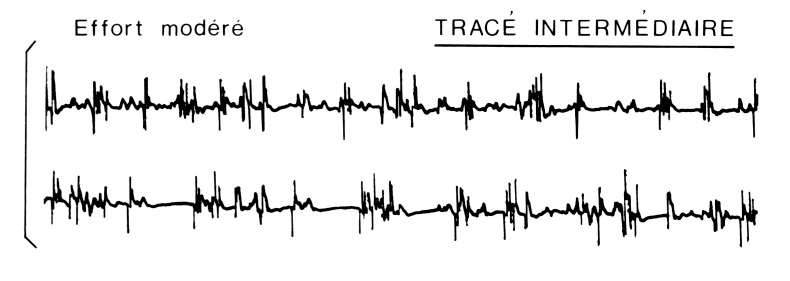 Effort modéré
TRACÉ INTERMÉDIAIRE